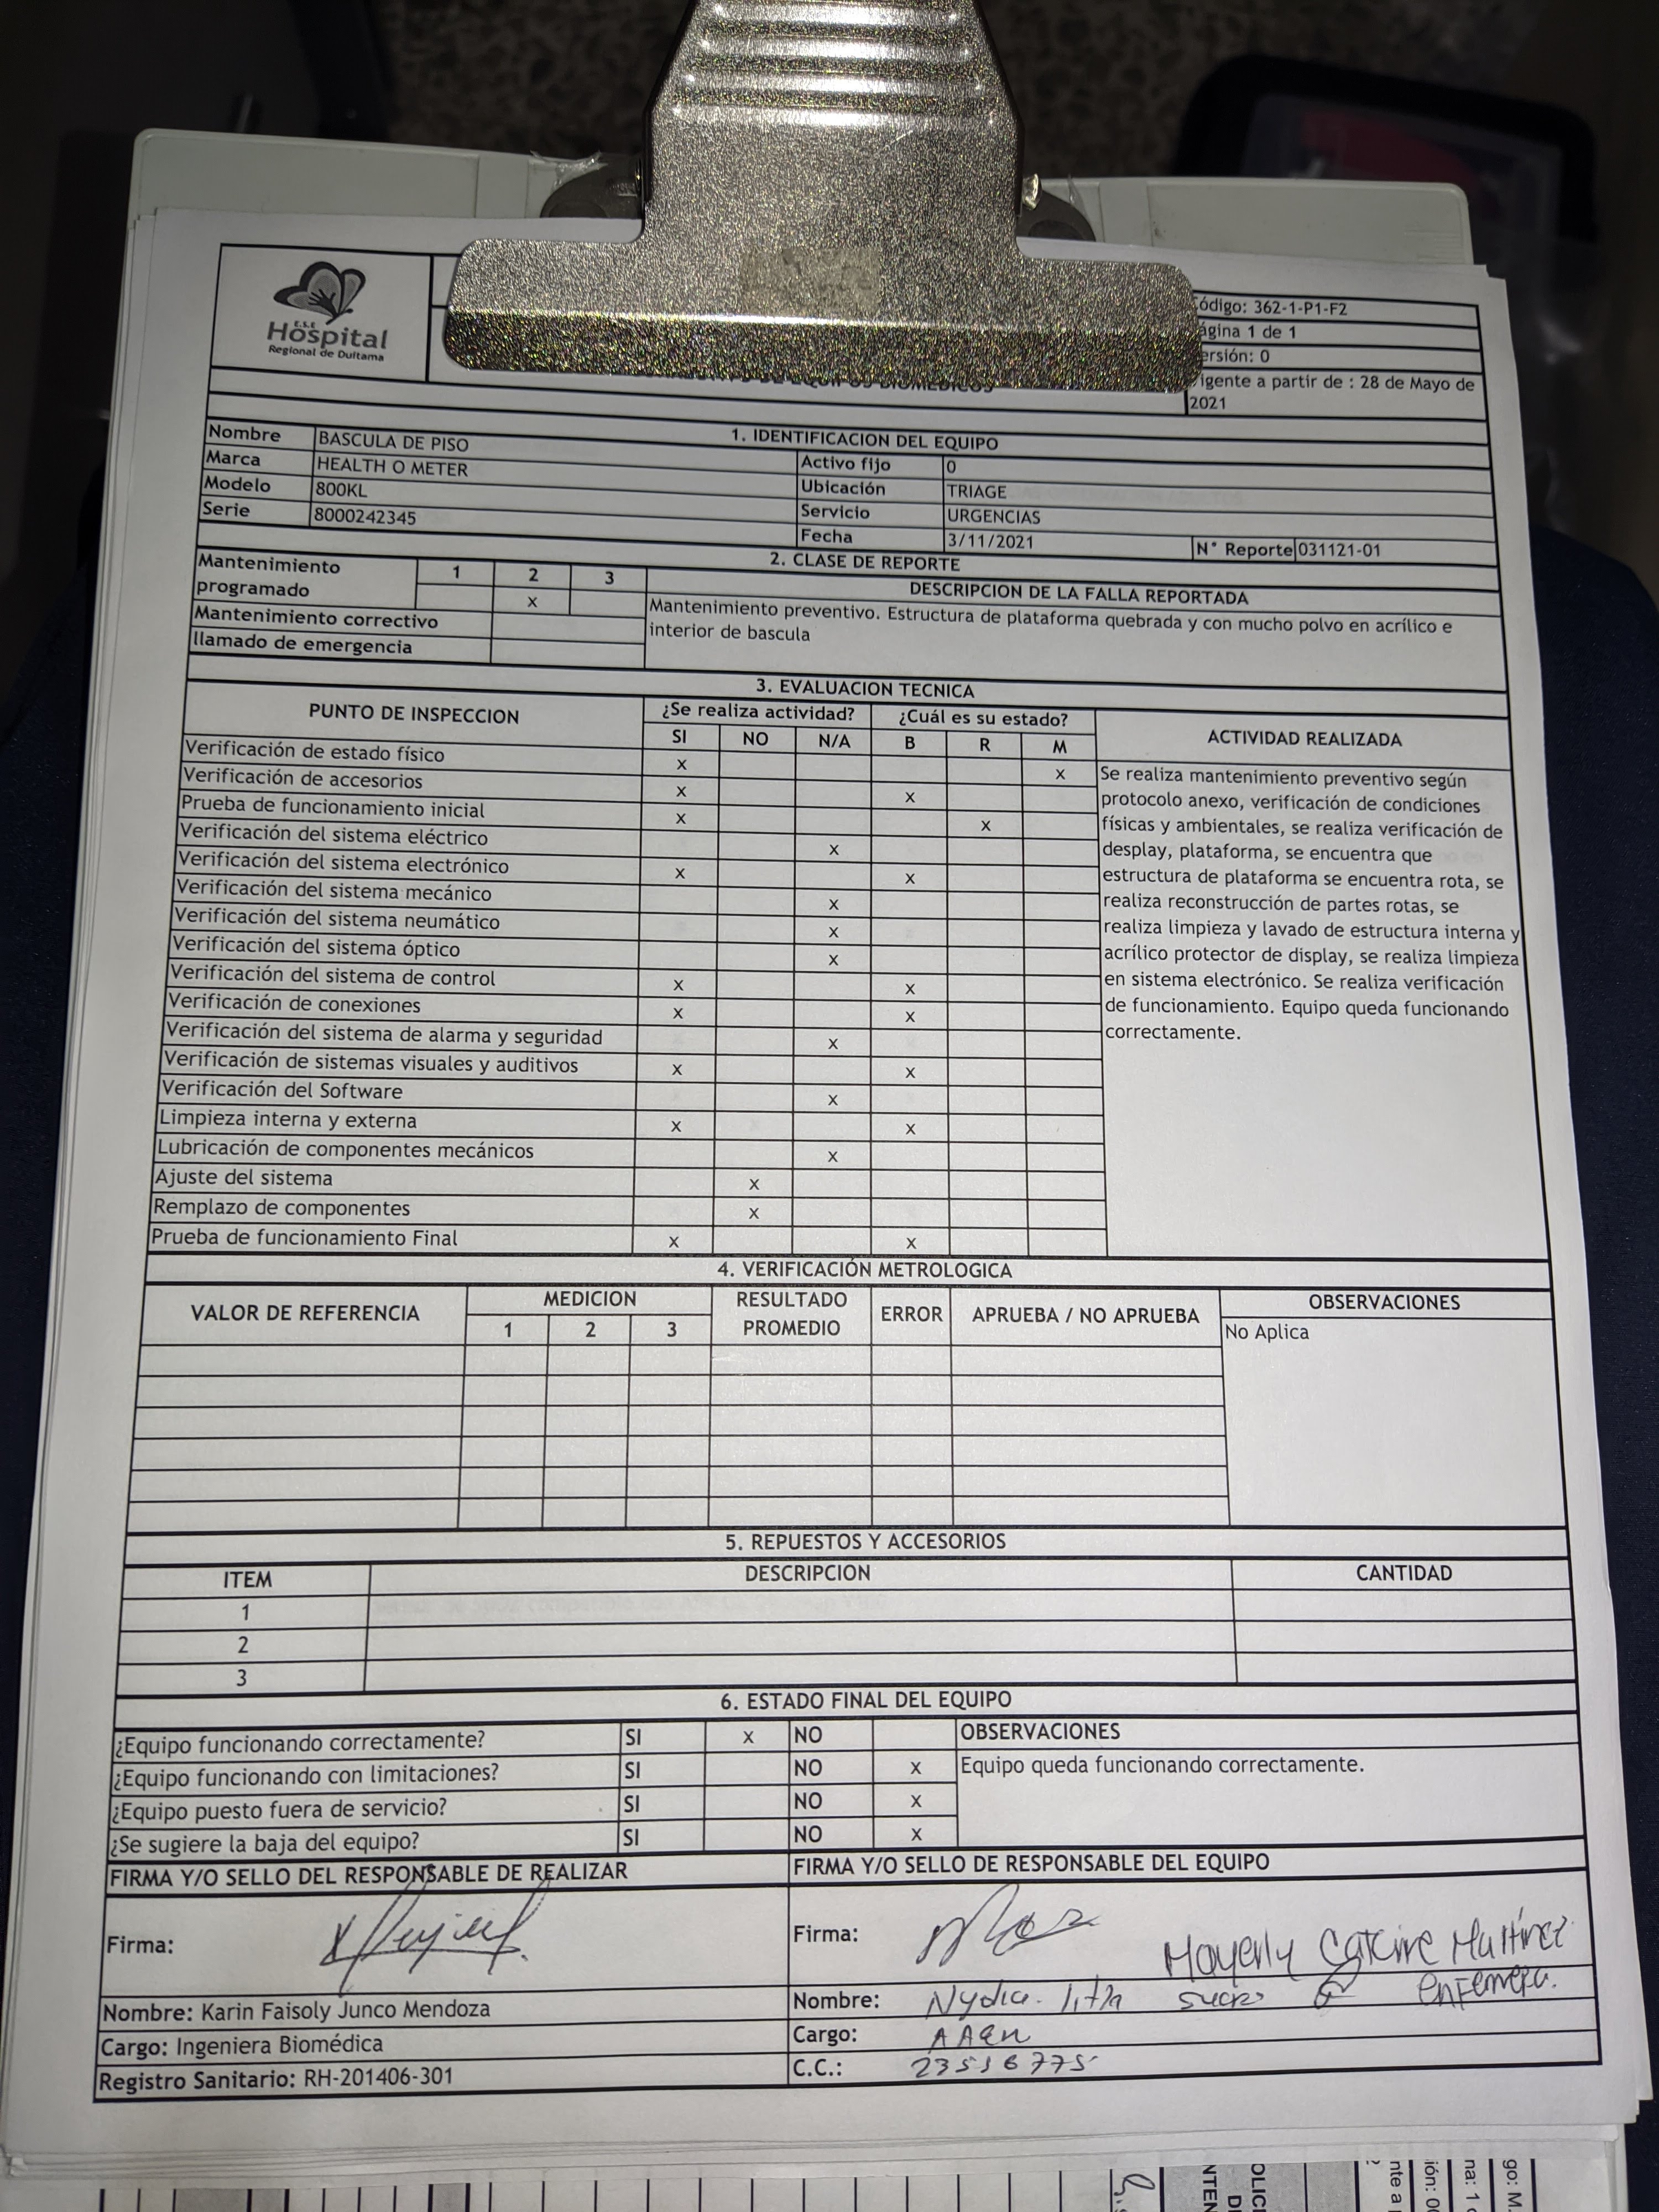 E.S.E.
Hospital
Regional de Duitama
DE EQUIPOS BIOMEDICOS
ódigo: 362-1-P1-F2
ágina 1 de 1
ersión: 0
igente a partir de : 28 de Mayo de
2021
1. IDENTIFICACION DEL EQUIPO
Nombre BASCULA DE PISO
Marca HEALTH O METER Activo fijo 0
Modelo 800KL Ubicación TRIAGE
Serie 8000242345 Servicio URGENCIAS
Fecha 3/11/2021 N° Reporte 031121-01
2. CLASE DE REPORTE
Mantenimiento programado 1 2 3
x
Mantenimiento correctivo
llamado de emergencia
DESCRIPCION DE LA FALLA REPORTADA
Mantenimiento preventivo. Estructura de plataforma quebrada y con mucho polvo en acrílico e
interior de bascula
3. EVALUACION TECNICA
PUNTO DE INSPECCION ¿Se realiza actividad? ¿Cuál es su estado? ACTIVIDAD REALIZADA
SI NO N/A B R M
Verificación de estado físico x x
Verificación de accesorios x x
Prueba de funcionamiento inicial x x
Verificación del sistema eléctrico x
Verificación del sistema electrónico x x
Verificación del sistema mecánico x
Verificación del sistema neumático x
Verificación del sistema óptico x
Verificación del sistema de control x x
Verificación de conexiones x x
Verificación del sistema de alarma y seguridad x
Verificación de sistemas visuales y auditivos x x
Verificación del Software x
Limpieza interna y externa x x
Lubricación de componentes mecánicos x
Ajuste del sistema x
Remplazo de componentes x
Prueba de funcionamiento Final x x
Se realiza mantenimiento preventivo según
protocolo anexo, verificación de condiciones
físicas y ambientales, se realiza verificación de
desplay, plataforma, se encuentra que
estructura de plataforma se encuentra rota, se
realiza reconstrucción de partes rotas, se
realiza limpieza y lavado de estructura interna y
acrílico protector de display, se realiza limpieza
en sistema electrónico. Se realiza verificación
de funcionamiento. Equipo queda funcionando
correctamente.
4. VERIFICACIÓN METROLOGICA
VALOR DE REFERENCIA MEDICION RESULTADO PROMEDIO ERROR APRUEBA / NO APRUEBA OBSERVACIONES
1 2 3
No Aplica
5. REPUESTOS Y ACCESORIOS
ITEM DESCRIPCION CANTIDAD
1
2
3
6. ESTADO FINAL DEL EQUIPO
¿Equipo funcionando correctamente? SI x NO OBSERVACIONES
¿Equipo funcionando con limitaciones? SI NO x Equipo queda funcionando correctamente.
¿Equipo puesto fuera de servicio? SI NO x
¿Se sugiere la baja del equipo? SI NO x
FIRMA Y/O SELLO DEL RESPONSABLE DE REALIZAR FIRMA Y/O SELLO DE RESPONSABLE DEL EQUIPO
Firma: Firma: Mayerly Martínez
Nombre: Karin Faisoly Junco Mendoza Nombre: Nydia enfermera.
Cargo: Ingeniera Biomédica Cargo:
Registro Sanitario: RH-201406-301 C.C.: 23556775